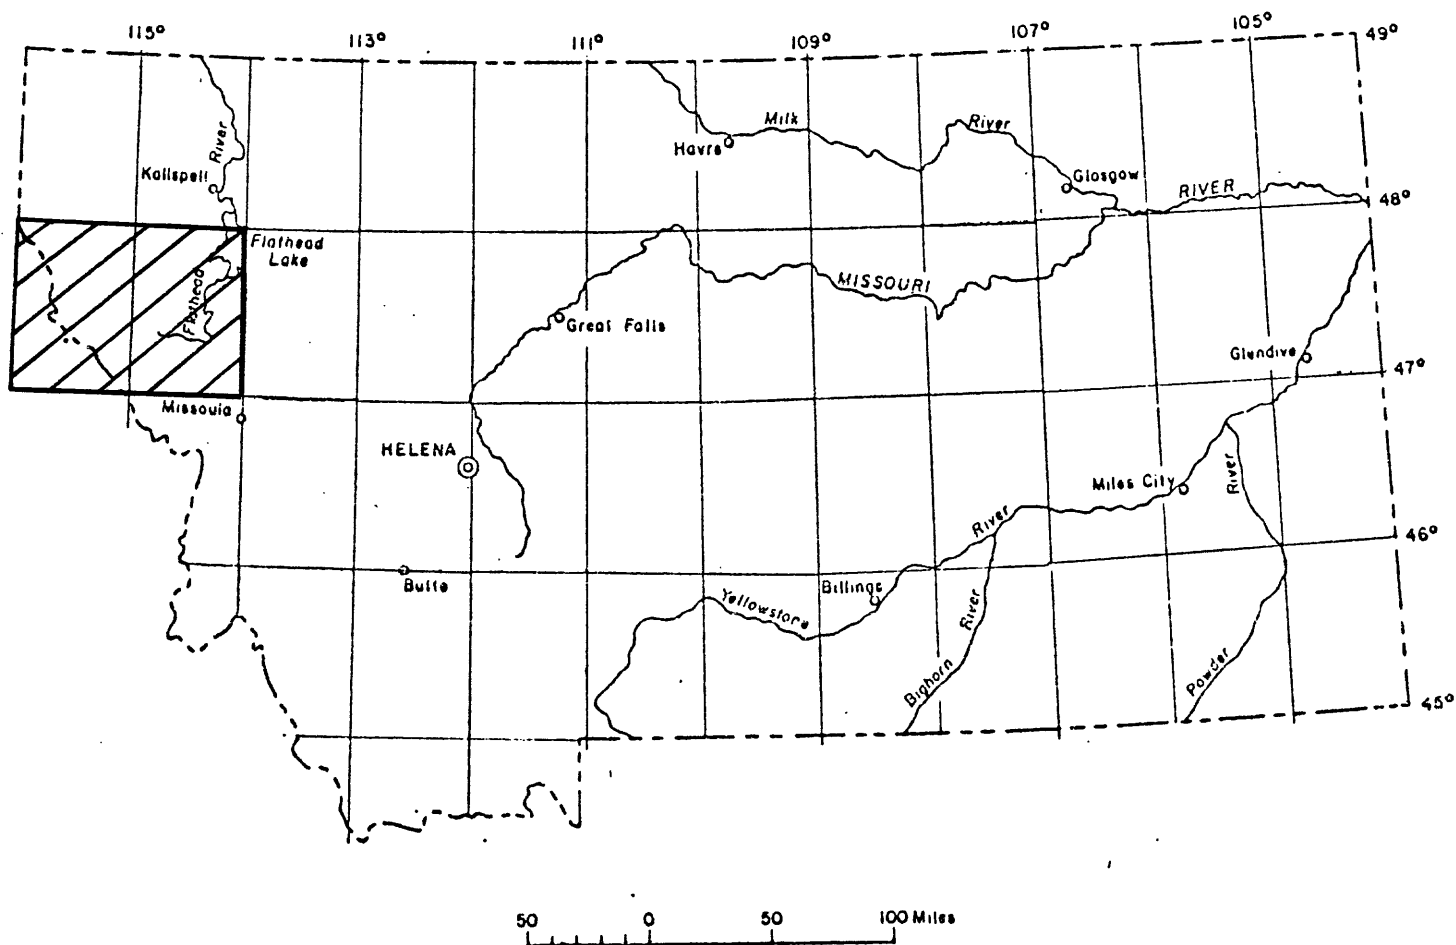 115° 113° 111° 109° 107° 105° 49°
Milk River
Havre
River
Kalispell
Glasgow
RIVER 48°
Flathead
Lake
Flathead
MISSOURI
Great Falls
Glendive 47°
Missoula
HELENA
Miles City
River
River
46°
Butte
Billings
Yellowstone
River
Bighorn
Powder
45°
50 0 50 100 Miles